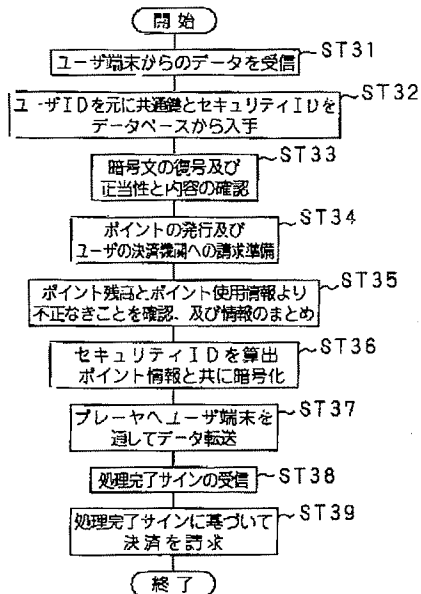 開始
ユーザ端末からのデータを受信
ST31
ユーザIDを元に共通鍵とセキュリティIDを
データベースから入手
ST32
暗号文の復号及び
正当性と内容の確認
ST33
ポイントの発行及び
ユーザの決済機関への請求準備
ST34
ポイント残高とポイント使用情報より
不正なきことを確認、及び情報のまとめ
ST35
セキュリティIDを算出
ポイント情報と共に暗号化
ST36
プレーヤへユーザ端末を
通してデータ転送
ST37
処理完了サインの受信
ST38
処理完了サインに基づいて
決済を請求
ST39
終了